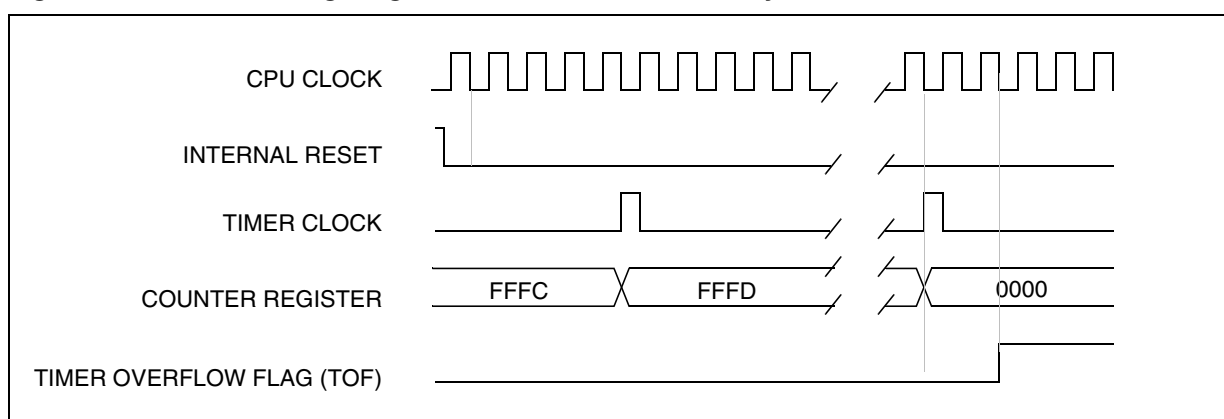 CPU CLOCK
INTERNAL RESET
TIMER CLOCK
COUNTER REGISTER FFFC FFFD 0000
TIMER OVERFLOW FLAG (TOF)